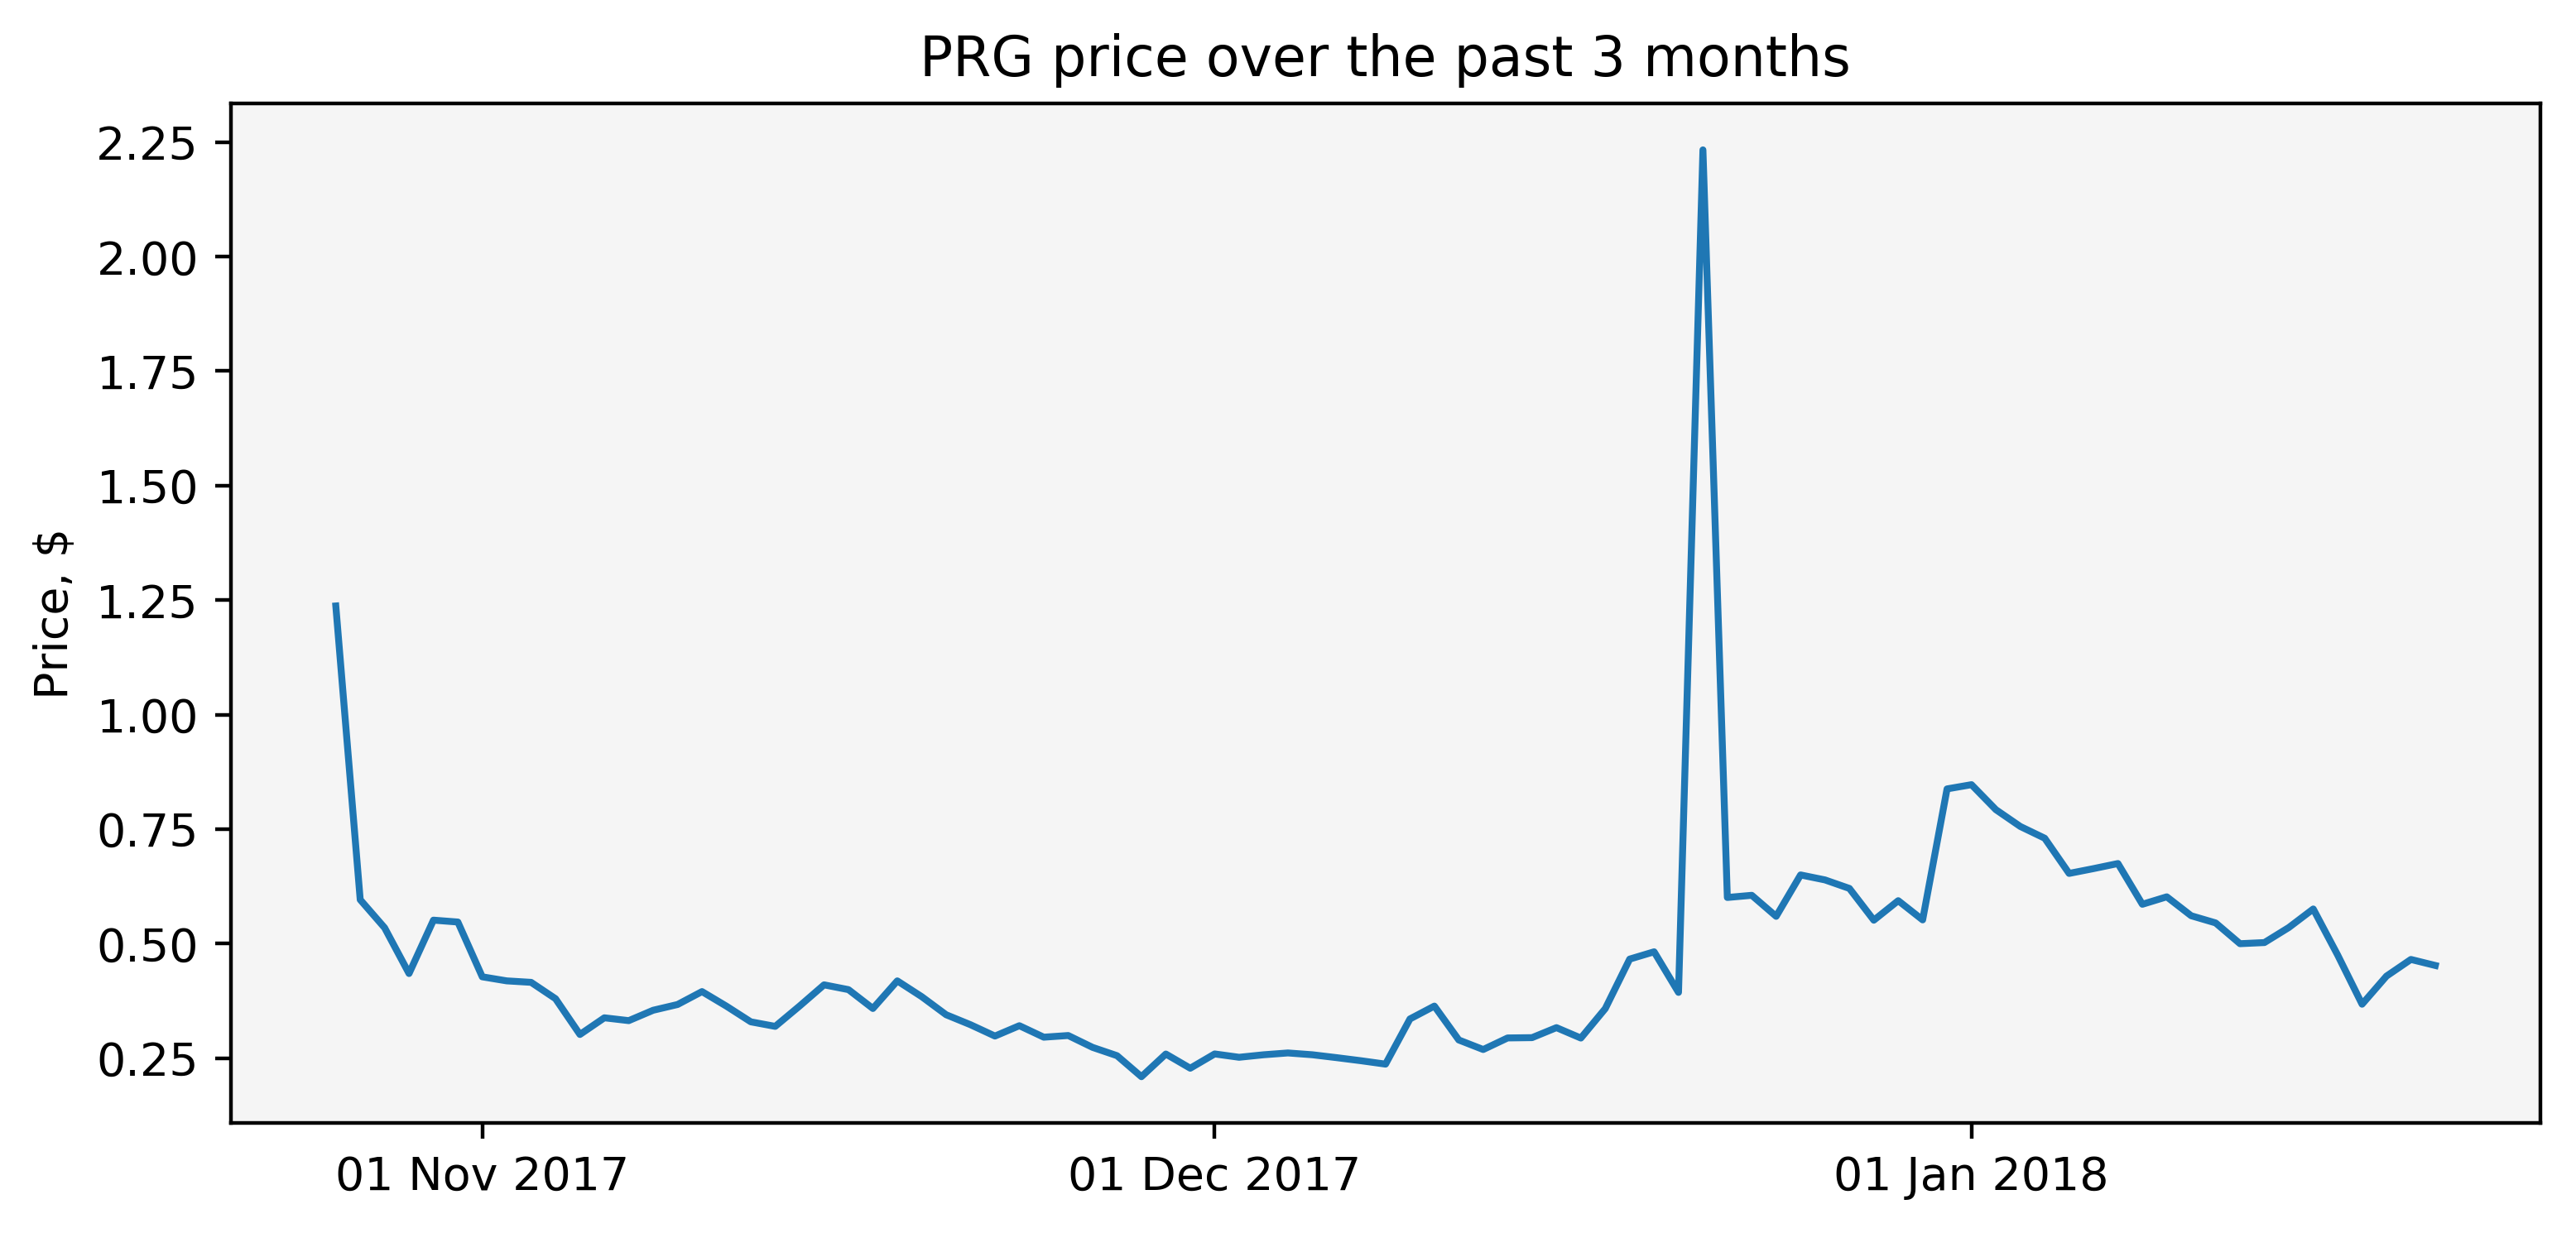 PRG price over the past 3 months
2.25
2.00
1.75
1.50
1.25
1.00
0.75
0.50
0.25
Price, $
01 Nov 2017
01 Dec 2017
01 Jan 2018